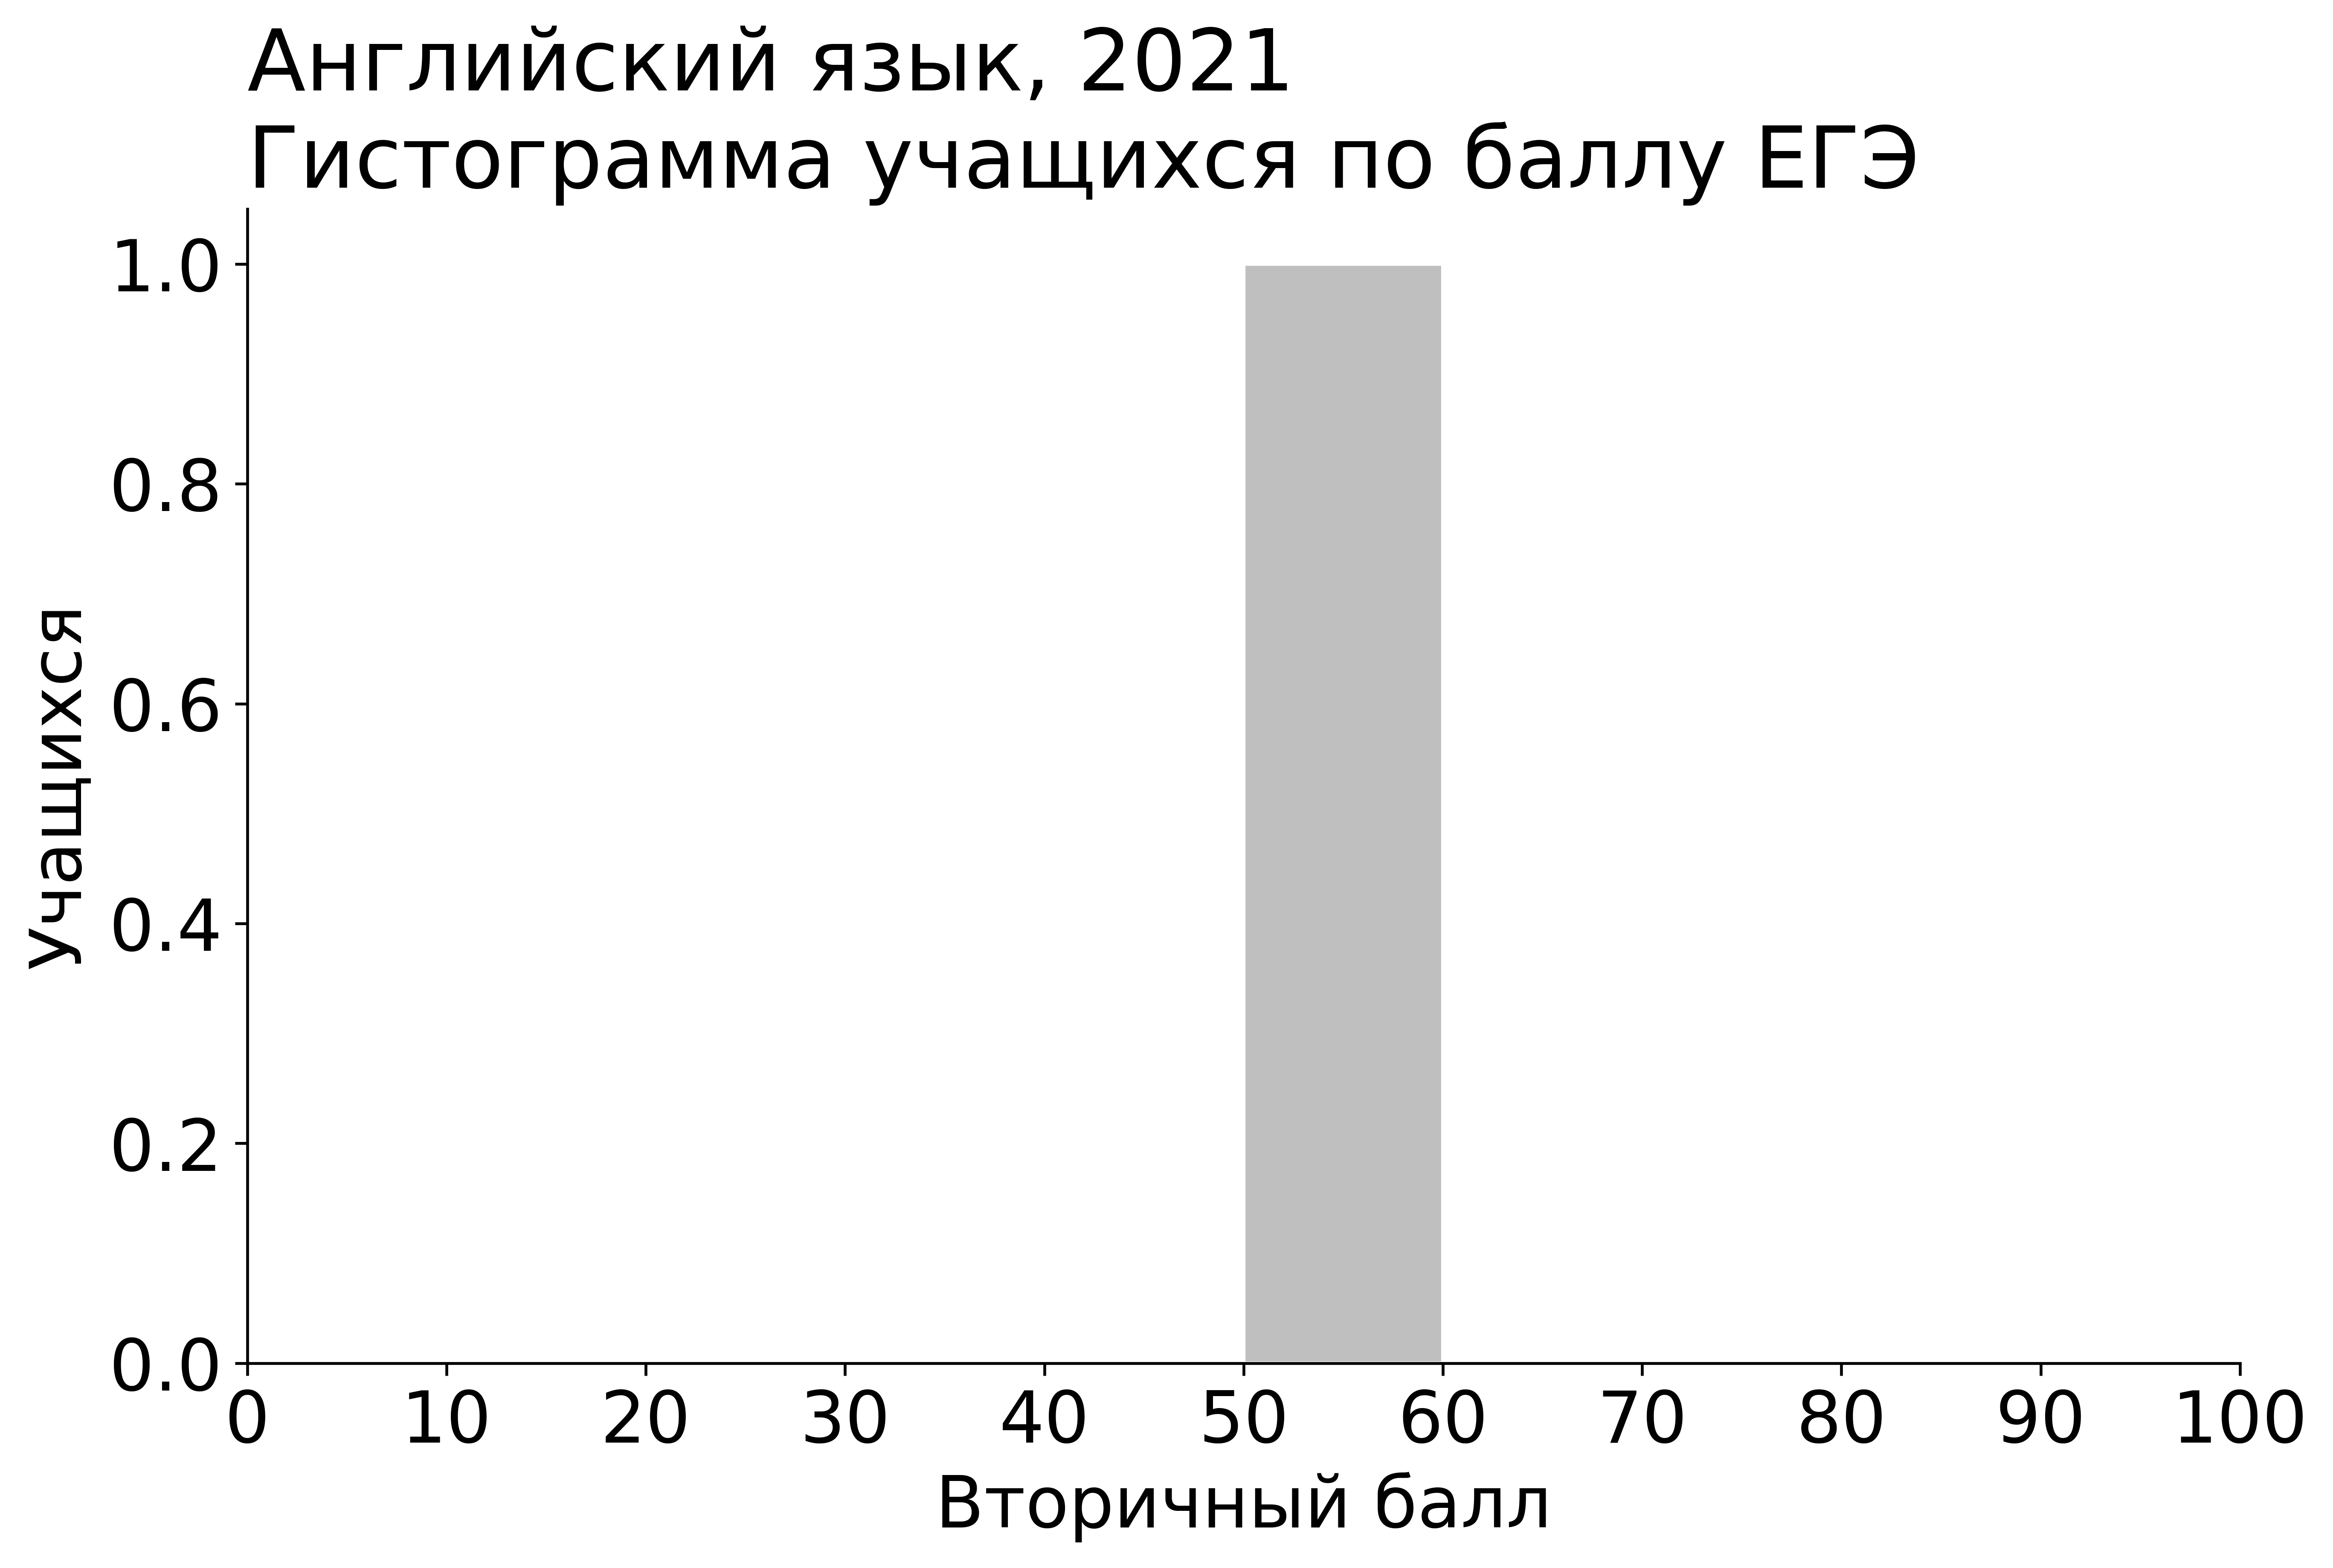 Английский язык, 2021
Гистограмма учащихся по баллу ЕГЭ
учащихся
1.0
0.8
0.6
0.4
0.2
0.0
0 10 20 30 40 50 60 70 80 90 100
Вторичный балл